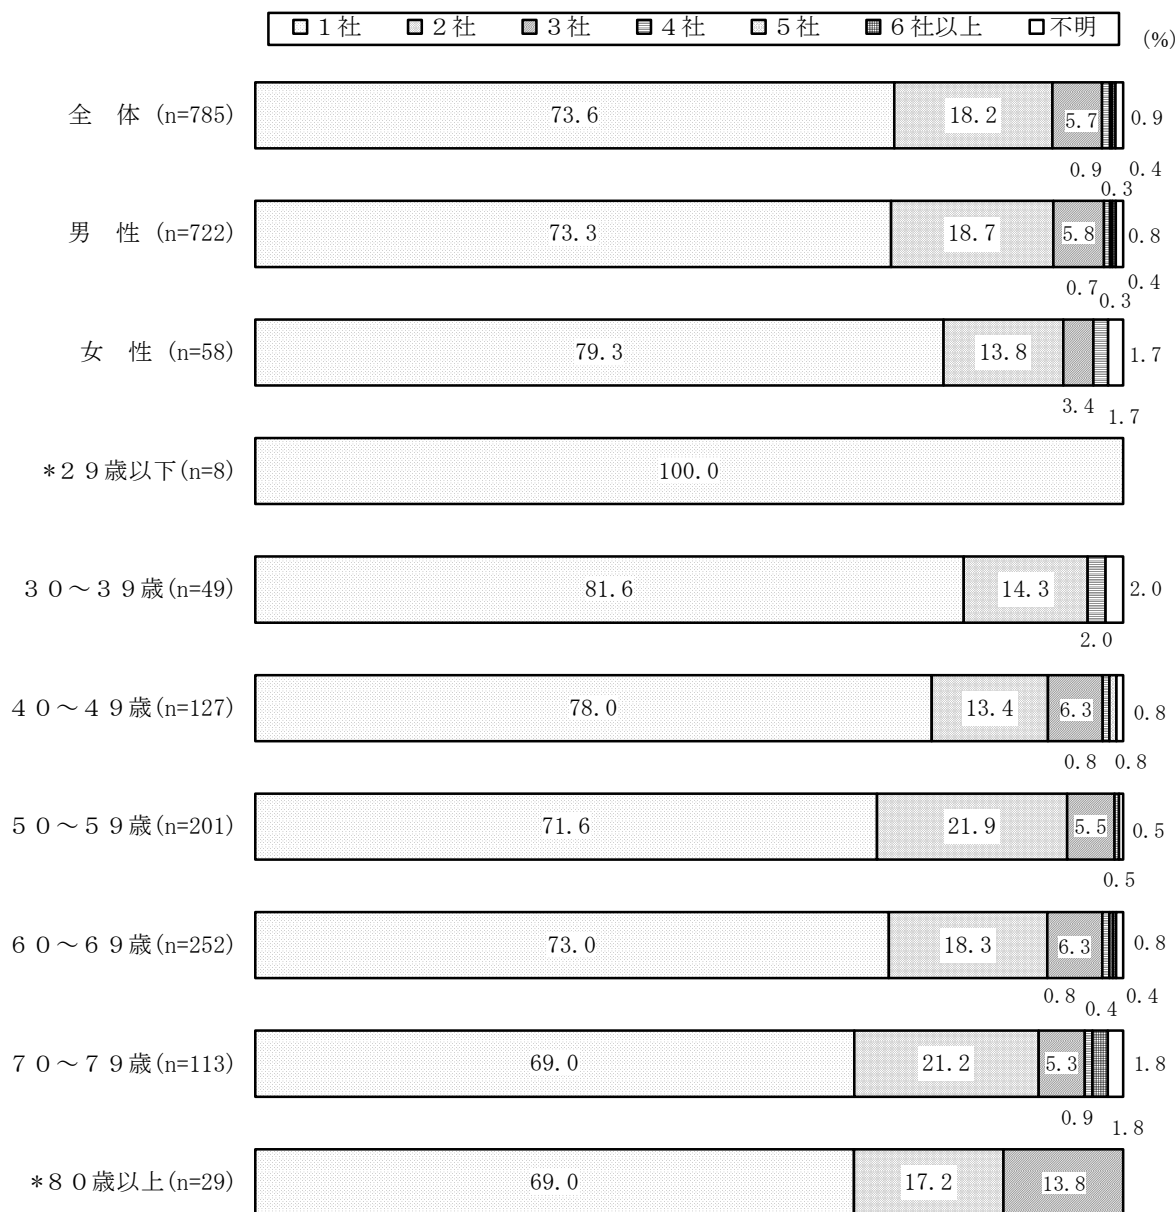 １社 ２社 ３社 ４社 ５社 ６社以上 不明
(%)
全　体 (n=785) 73.6 18.2 5.7 0.9
0.9 0.4
0.3
男　性 (n=722) 73.3 18.7 5.8 0.8
0.7 0.4
0.3
女　性 (n=58) 79.3 13.8 1.7
3.4 1.7
*２９歳以下(n=8) 100.0
３０～３９歳(n=49) 81.6 14.3 2.0
2.0
４０～４９歳(n=127) 78.0 13.4 6.3 0.8
0.8 0.8
５０～５９歳(n=201) 71.6 21.9 5.5 0.5
0.5
６０～６９歳(n=252) 73.0 18.3 6.3 0.8
0.8 0.4
0.4
７０～７９歳(n=113) 69.0 21.2 5.3 1.8
0.9 1.8
*８０歳以上(n=29) 69.0 17.2 13.8